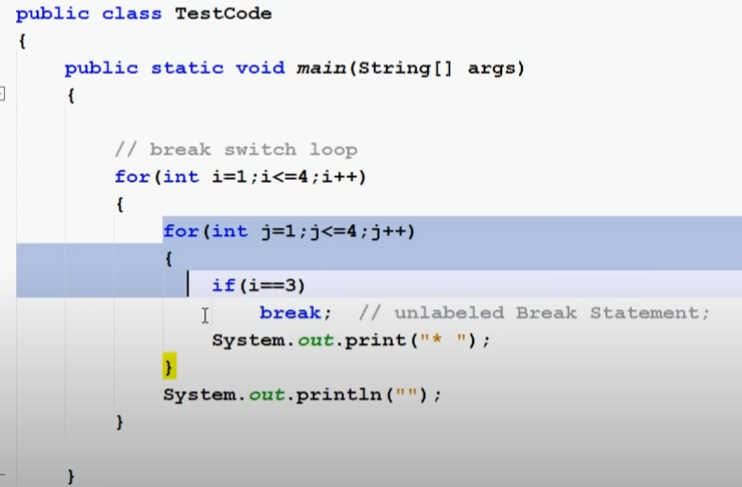 public class TestCode
{
public static void main(String[] args)
{
// break switch loop
for(int i=1;i<=4;i++)
{
for(int j=1;j<=4;j++)
{
if(i==3)
break; // unlabeled Break Statement;
System.out.print("* ");
}
System.out.println("");
}
}